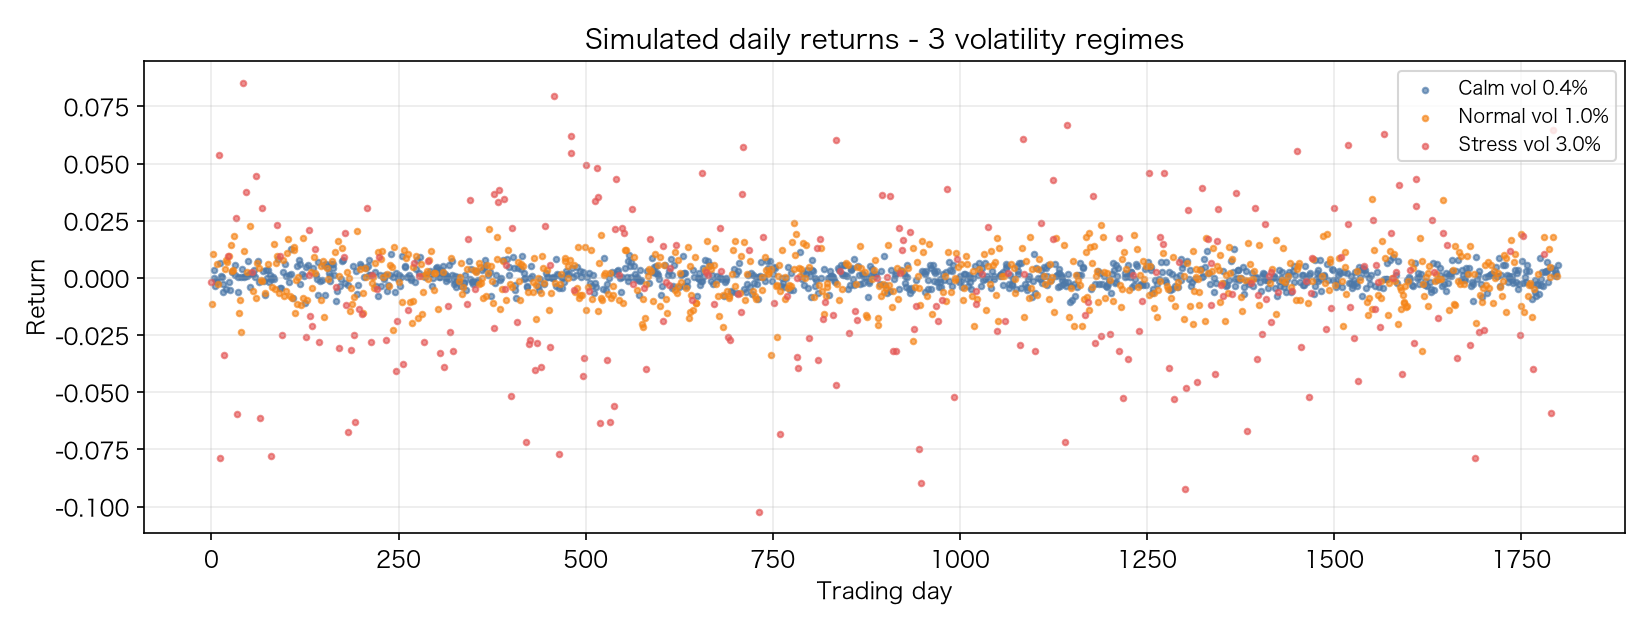 Simulated daily returns - 3 volatility regimes
Calm vol 0.4%
Normal vol 1.0%
Stress vol 3.0%
Return
0.075
0.050
0.025
0.000
-0.025
-0.050
-0.075
-0.100
0 250 500 750 1000 1250 1500 1750
Trading day